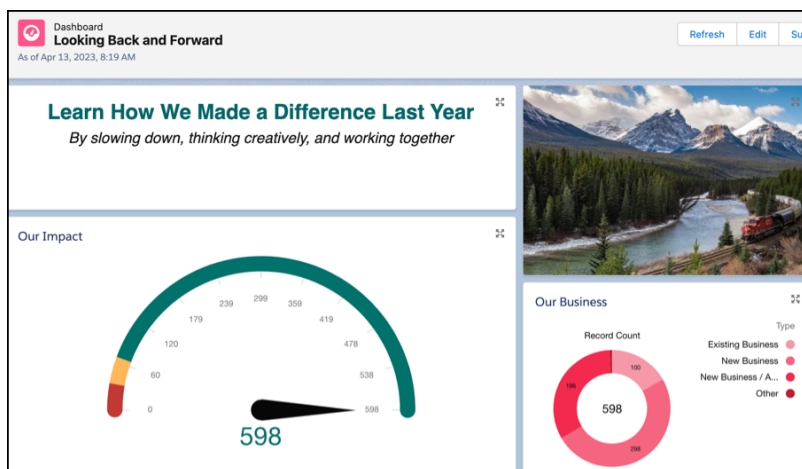 Dashboard
Looking Back and Forward
As of Apr 13, 2023, 8:19 AM
Refresh
Edit
Su
Learn How We Made a Difference Last Year
By slowing down, thinking creatively, and working together
Our Impact
0
60
120
179
239
299
359
419
478
538
598
598
Our Business
Record Count
Type
Existing Business
New Business
New Business / A...
Other
100
298
598